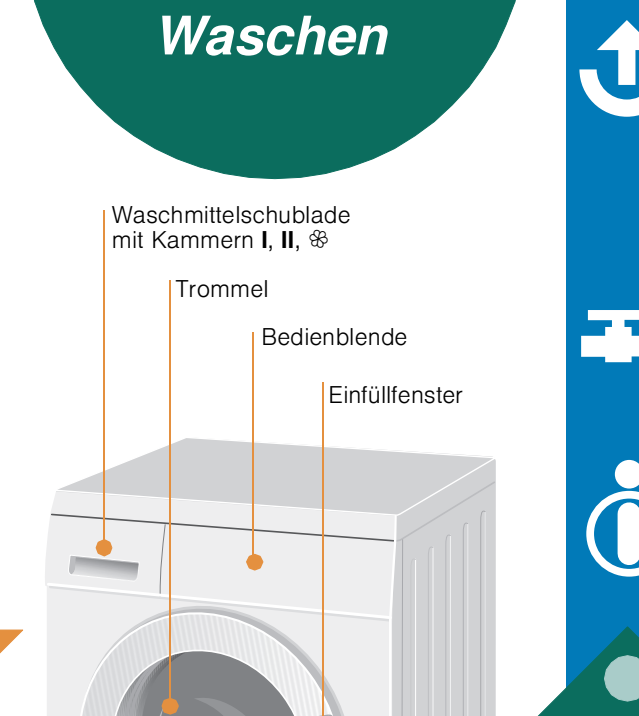 Waschen
Waschmittelschublade
mit Kammern I, II, ֍
Trommel
Bedienblende
Einfüllfenster